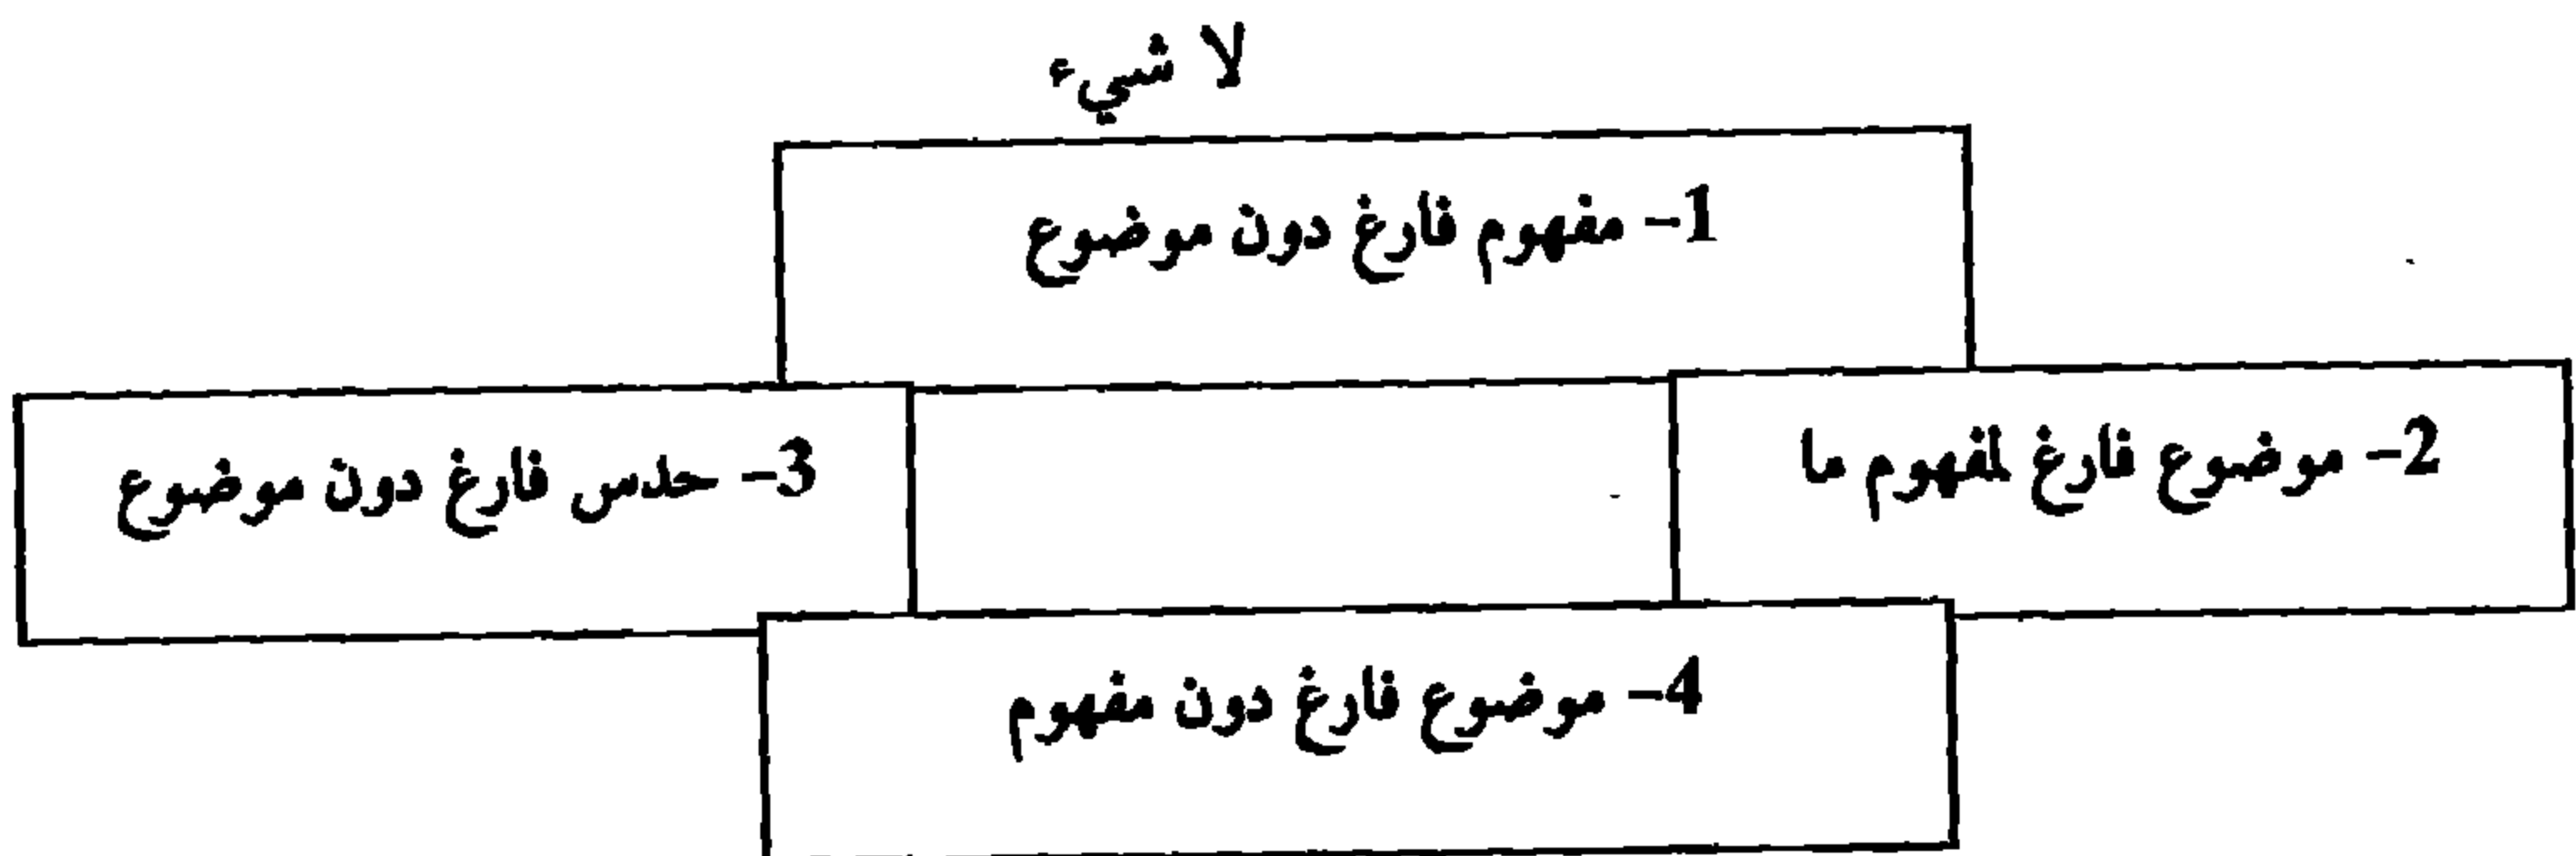 لا شيء
1- مفهوم فارغ دون موضوع
2- موضوع فارغ لمفهوم ما
3- حدس فارغ دون موضوع
4- موضوع فارغ دون مفهوم